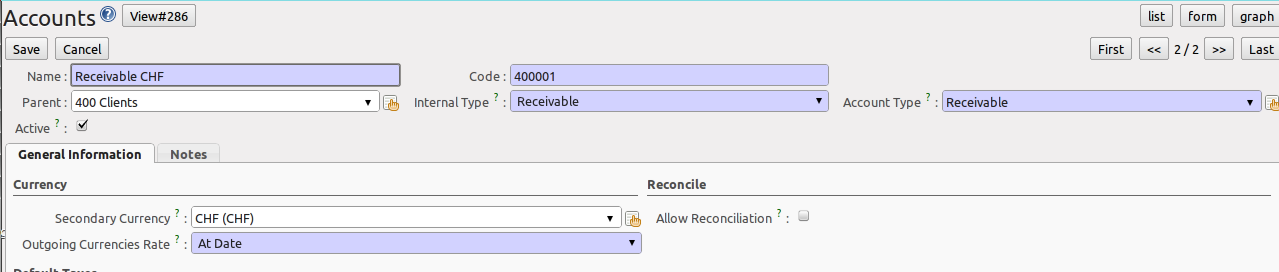 Accounts ? View#286 list form graph
Save Cancel First << 2 / 2 >> Last
Name : Receivable CHF Code : 400001
Parent : 400 Clients Internal Type ? : Receivable Account Type ? : Receivable
Active ? :
General Information Notes
Currency Reconcile
Secondary Currency ? : CHF (CHF) Allow Reconciliation ? :
Outgoing Currencies Rate ? : At Date
Default Taxes